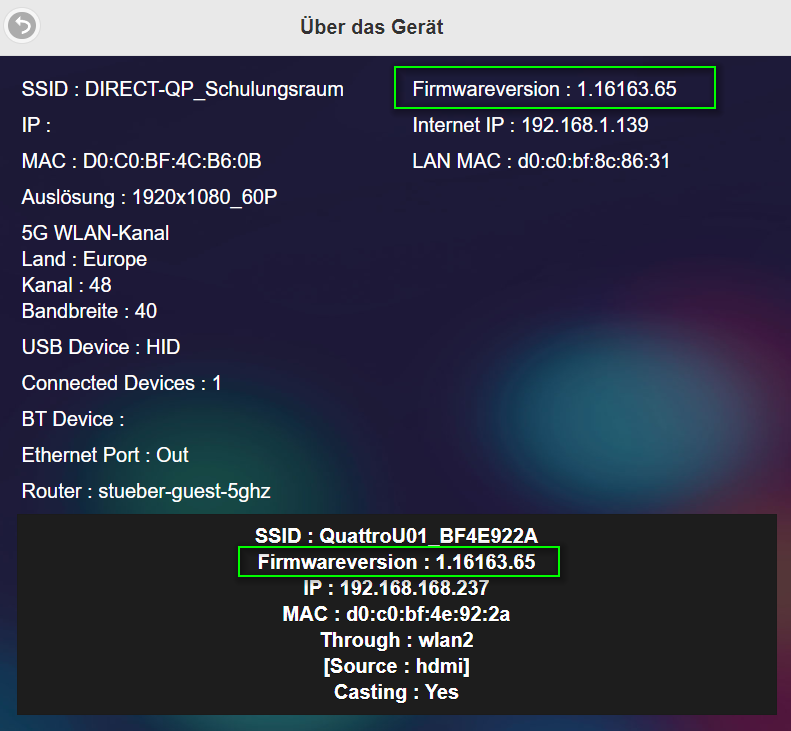 Über das Gerät
SSID : DIRECT-QP_Schulungsraum
Firmwareversion : 1.16163.65
IP :
Internet IP : 192.168.1.139
MAC : D0:C0:BF:4C:B6:0B
LAN MAC : d0:c0:bf:8c:86:31
Auslösung : 1920x1080_60P
5G WLAN-Kanal
Land : Europe
Kanal : 48
Bandbreite : 40
USB Device : HID
Connected Devices : 1
BT Device :
Ethernet Port : Out
Router : stueber-guest-5ghz
SSID : QuattroU01_BF4E922A
Firmwareversion : 1.16163.65
IP : 192.168.168.237
MAC : d0:c0:bf:4e:92:2a
Through : wlan2
[Source : hdmi]
Casting : Yes